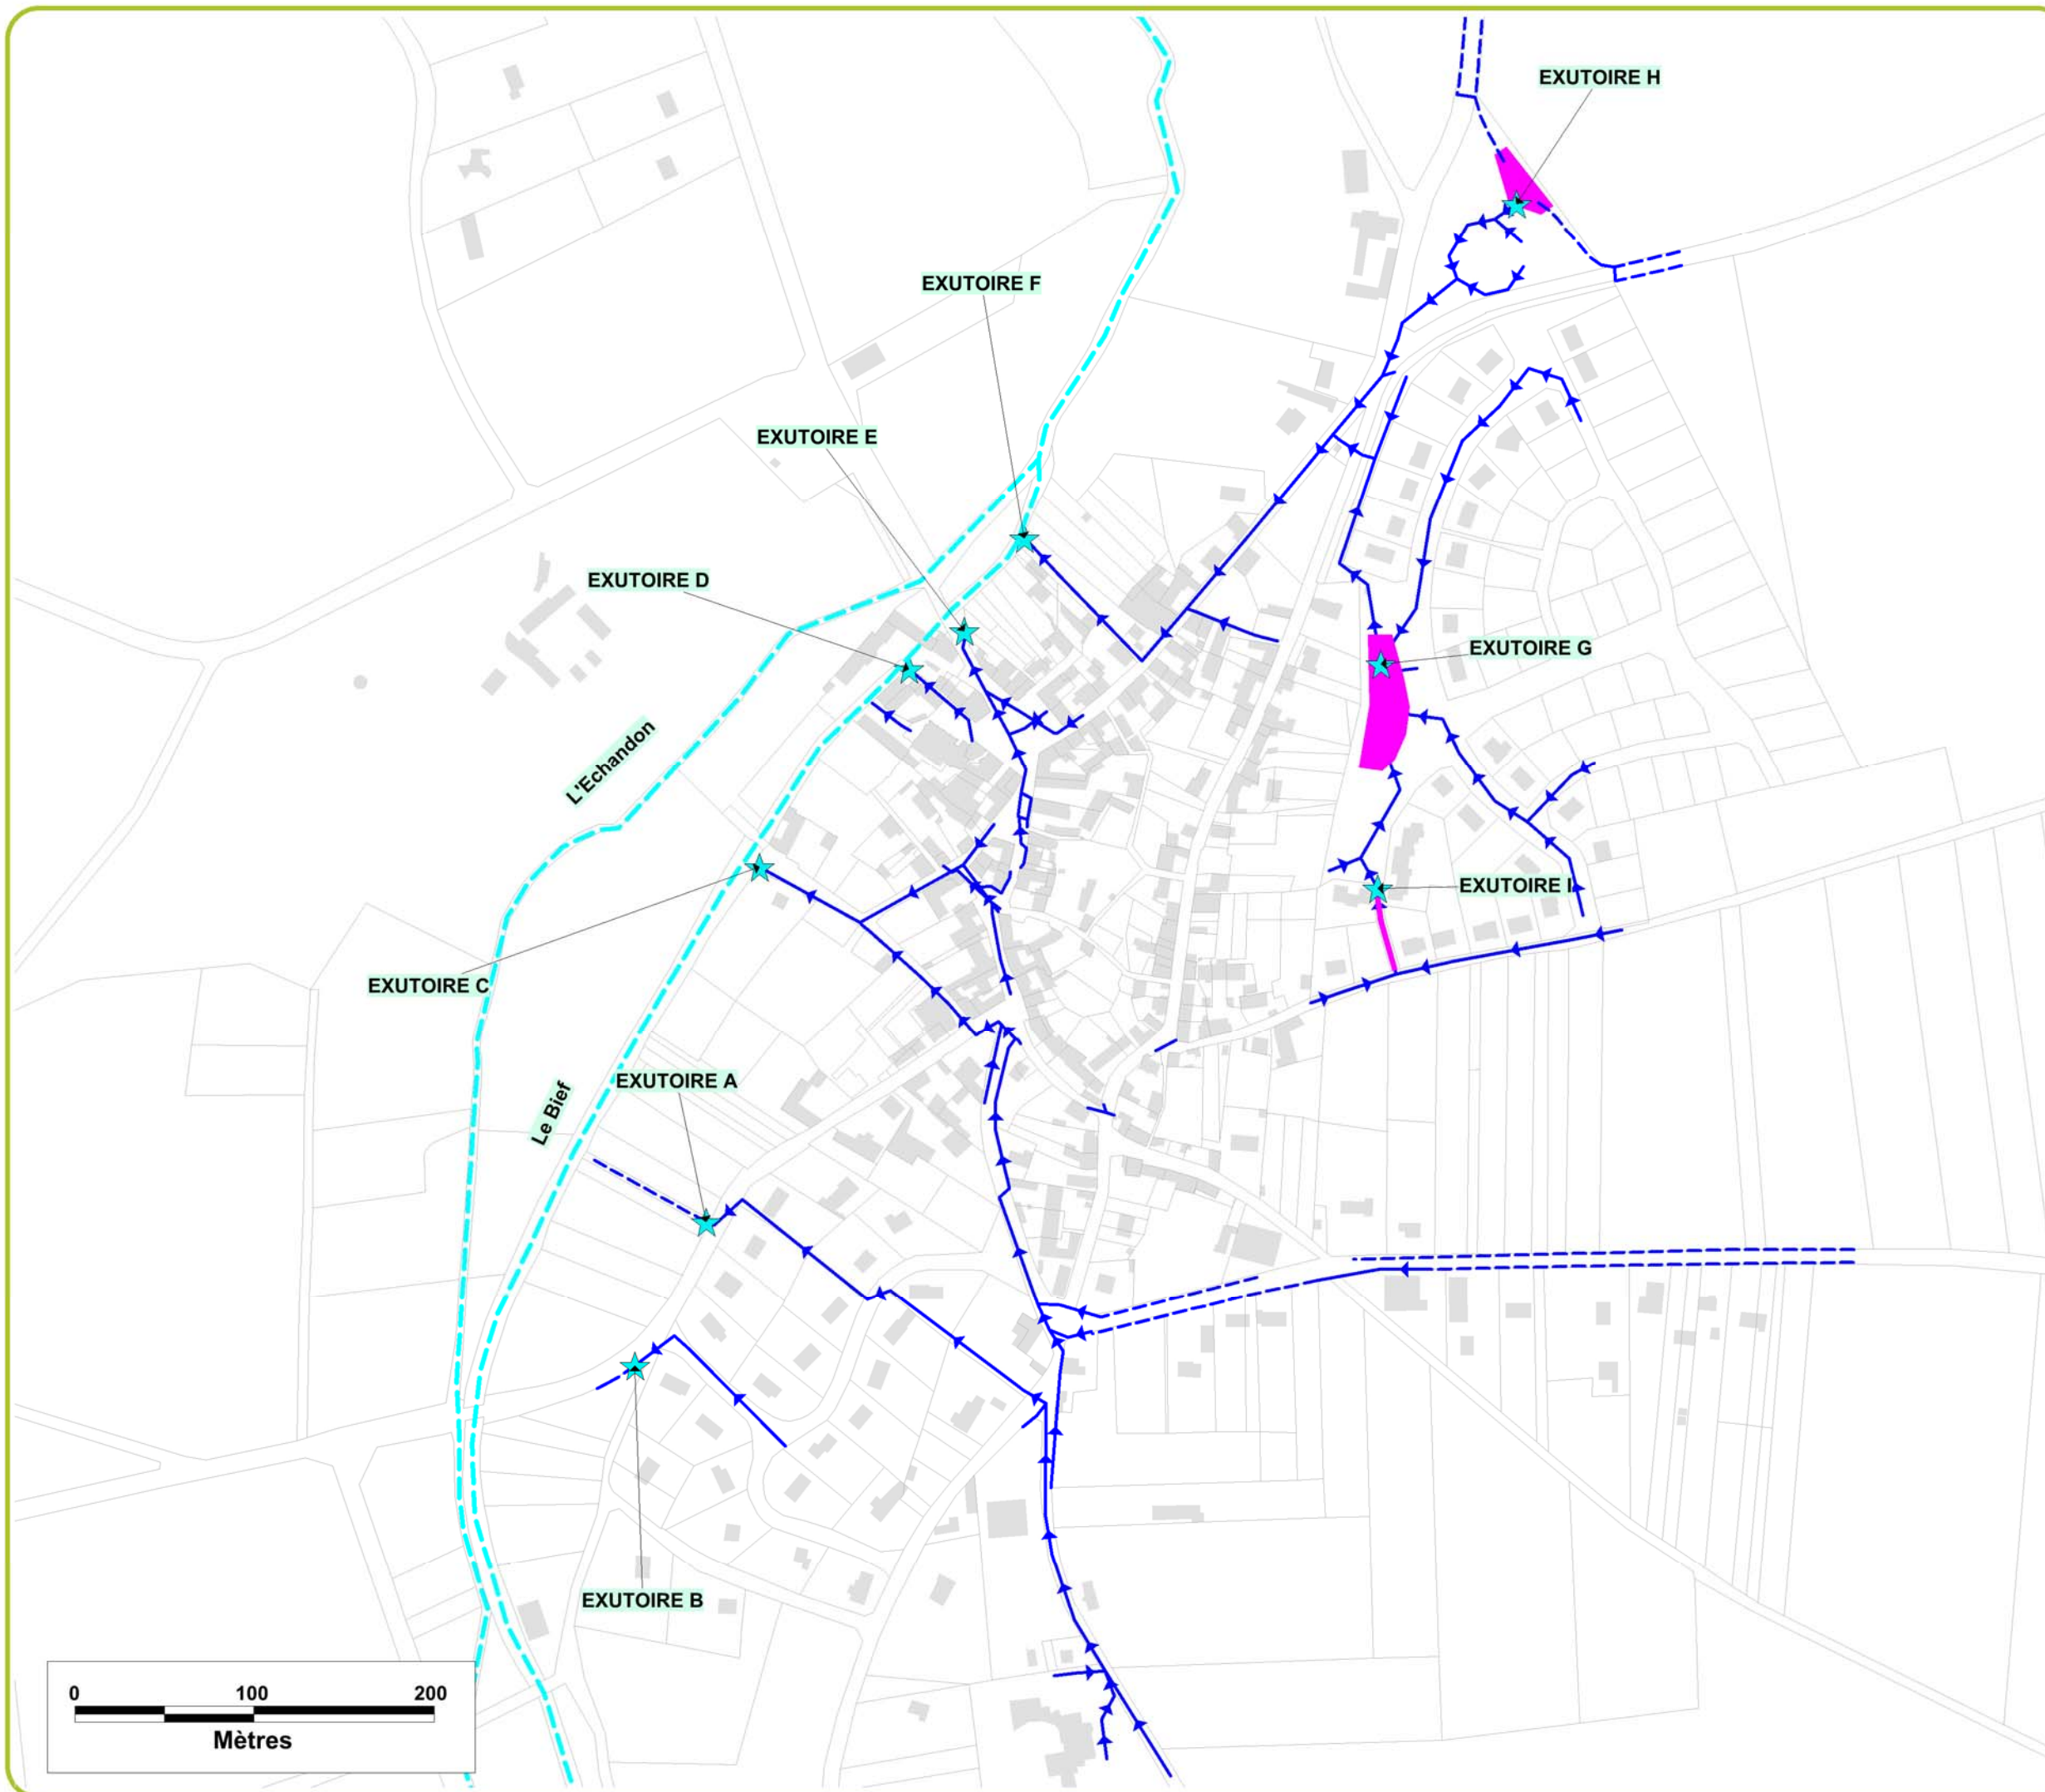 EXUTOIRE H
EXUTOIRE F
EXUTOIRE E
EXUTOIRE D
EXUTOIRE G
L'Echandon
EXUTOIRE I
EXUTOIRE C
EXUTOIRE A
Le Bief
EXUTOIRE B
0 100 200
Mètres